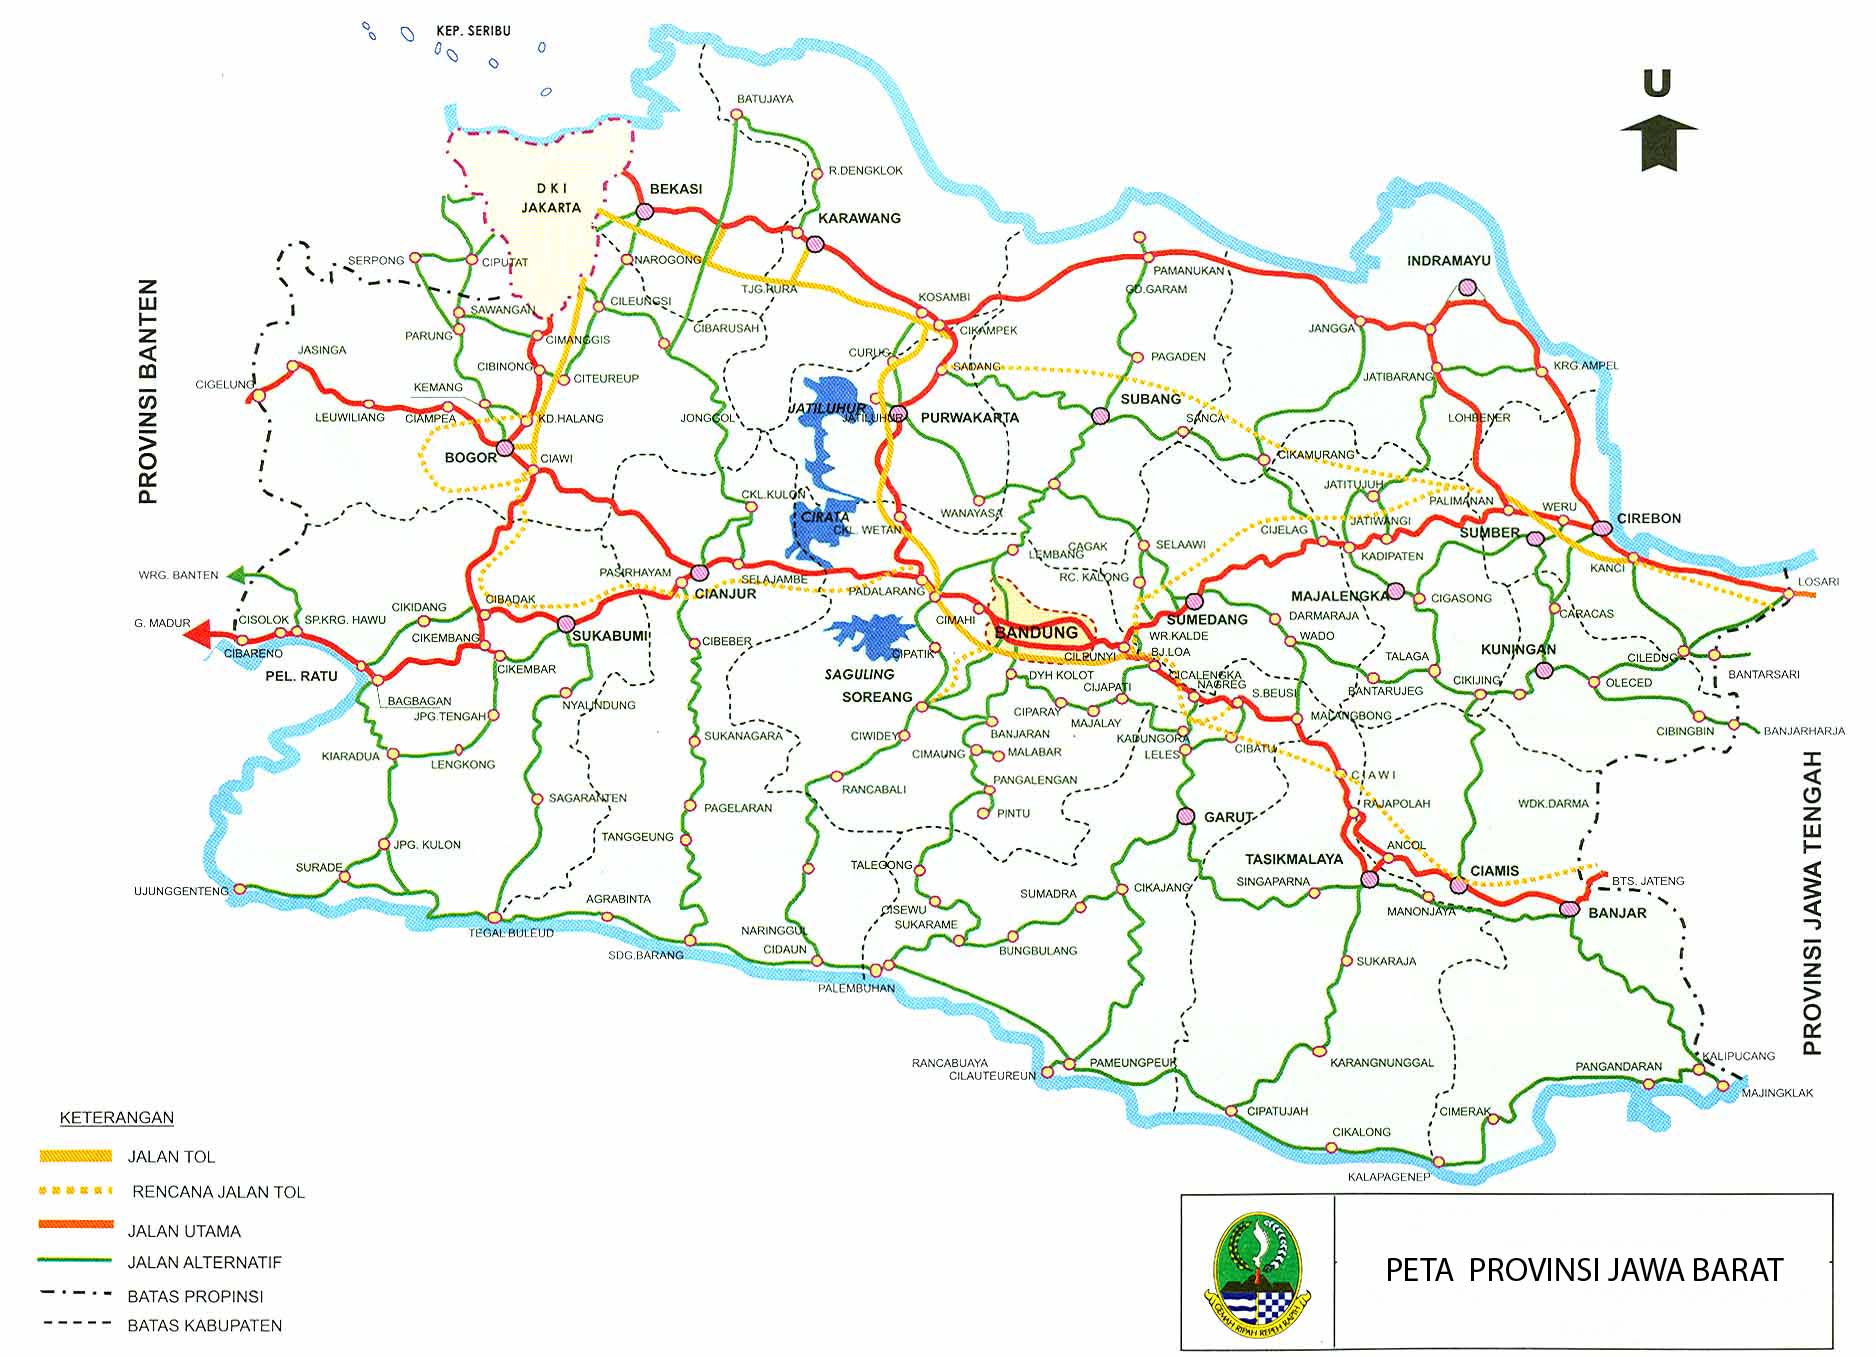 KEP. SERIBU
U
BATUJAYA
R.DENGKLOK
D K I
JAKARTA
BEKASI
KARAWANG
SERPONG
CIPUTAT
NAROGONG
TJG.PURA
PAMANUKAN
GD.GARAM
INDRAMAYU
PROVINSI BANTEN
SAWANGAN
CILEUNGSI
KOSAMBI
CIKAMPEK
PARUNG
CIMANGGIS
CIBARUSAH
JANGGA
JASINGA
CIBINONG
CITEUREUP
CURUG
SADANG
PAGADEN
JATIBARANG
KRG.AMPEL
CIGELUNG
KEMANG
LEUWILIANG
CIAMPEA
KD.HALANG
JONGGOL
JATILUHUR
JATILUHUR
PURWAKARTA
SUBANG
SANCA
LOHBENER
BOGOR
CIAWI
CIKAMURANG
JATITUJUH
CKL.KULON
CIRATA
CKL. WETAN
WANAYASA
PALIMANAN
WERU
CIREBON
JATIWANGI
CIJELAG
SUMBER
KADIPATEN
CAGAK
SELAAWI
LEMBANG
WRG. BANTEN
PASIRHAYAM
SELAJAMBE
CIANJUR
PADALARANG
RC. KALONG
KANCI
LOSARI
MAJALENGKA
CIGASONG
CARACAS
CIBADAK
CIKIDANG
G. MADUR
CISOLOK
SP.KRG. HAWU
CIKEMBANG
SUKABUMI
CIMAHI
BANDUNG
SUMEDANG
DARMARAJA
WR.KALDE
WADO
CIBARENO
CIBEBER
CIPATIK
CILEUNYI
BJ.LOA
TALAGA
KUNINGAN
CILEDUG
PEL. RATU
CIKEMBAR
SAGULING
DYH KOLOT
CICALENGKA
NAGREG
BANTARSARI
SOREANG
CIJAPATI
S.BEUSI
BANTARUJEG
CIKIJING
OLECED
BAGBAGAN
JPG.TENGAH
NYALINDUNG
CIPARAY
MAJALAY
MALANGBONG
CIWIDEY
BANJARAN
KADUNGORA
CIBINGBIN
BANJARHARJA
SUKANAGARA
CIMAUNG
MALABAR
LELES
CIBATU
KIARADUA
LENGKONG
PANGALENGAN
CIAWI
RANCABALI
SAGARANTEN
PAGELARAN
PINTU
GARUT
RAJAPOLAH
WDK.DARMA
PROVINSI JAWA TENGAH
TANGGEUNG
JPG. KULON
ANCOL
TASIKMALAYA
CIAMIS
SURADE
TALEGONG
SINGAPARNA
BTS. JATENG
UJUNGGENTENG
AGRABINTA
SUMADRA
CIKAJANG
CISEWU
MANONJAYA
BANJAR
SUKARAME
NARINGGUL
TEGAL BULEUD
CIDAUN
SDG.BARANG
BUNGBULANG
SUKARAJA
PALEMBUHAN
RANCABUAYA
CILAUTEUREUN
PAMEUNGPEUK
KARANGNUNGGAL
PANGANDARAN
KALIPUCANG
MAJINGKLAK
CIPATUJAH
CIMERAK
CIKALONG
KALAPAGENEP
KETERANGAN
JALAN TOL
RENCANA JALAN TOL
JALAN UTAMA
JALAN ALTERNATIF
BATAS PROPINSI
BATAS KABUPATEN
GEMAH RIPAH REPEH RAPIH
PETA PROVINSI JAWA BARAT